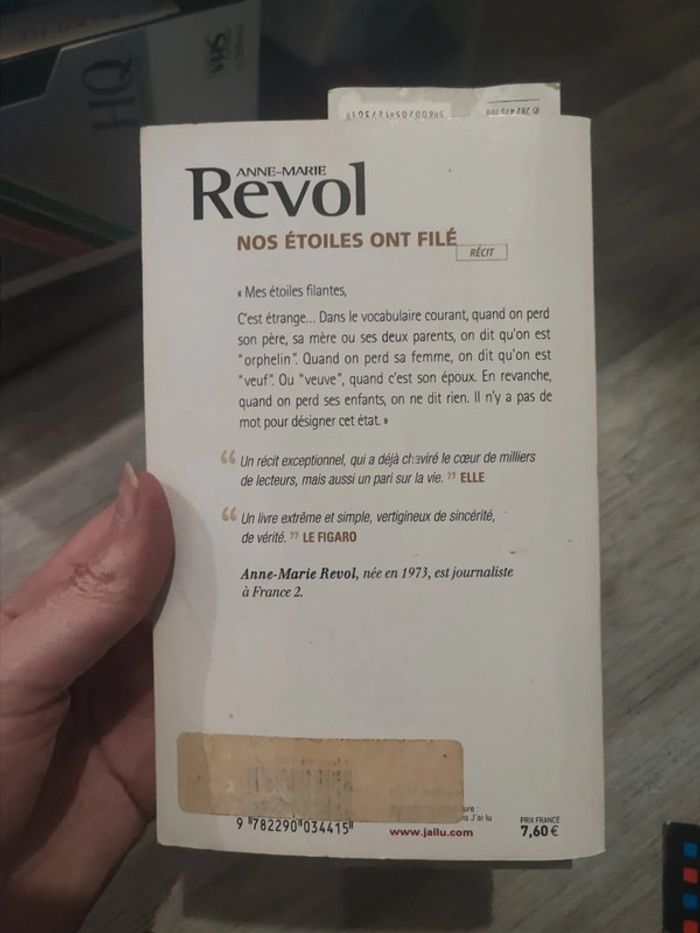 HQ
VHS
ANNE-MARIE
Revol
NOS ÉTOILES ONT FILÉ
RÉCIT
« Mes étoiles filantes,
C'est étrange... Dans le vocabulaire courant, quand on perd
son père, sa mère ou ses deux parents, on dit qu'on est
"orphelin". Quand on perd sa femme, on dit qu'on est
"veuf". Ou "veuve", quand c'est son époux. En revanche,
quand on perd ses enfants, on ne dit rien. Il n'y a pas de
mot pour désigner cet état. »
“ Un récit exceptionnel, qui a déjà chaviré le cœur de milliers
de lecteurs, mais aussi un pari sur la vie. ” ELLE
“ Un livre extrême et simple, vertigineux de sincérité,
de vérité. ” LE FIGARO
Anne-Marie Revol, née en 1973, est journaliste
à France 2.
J'ai lu
9 782290 034415
www.jailu.com
PRIX FRANCE
7,60 €